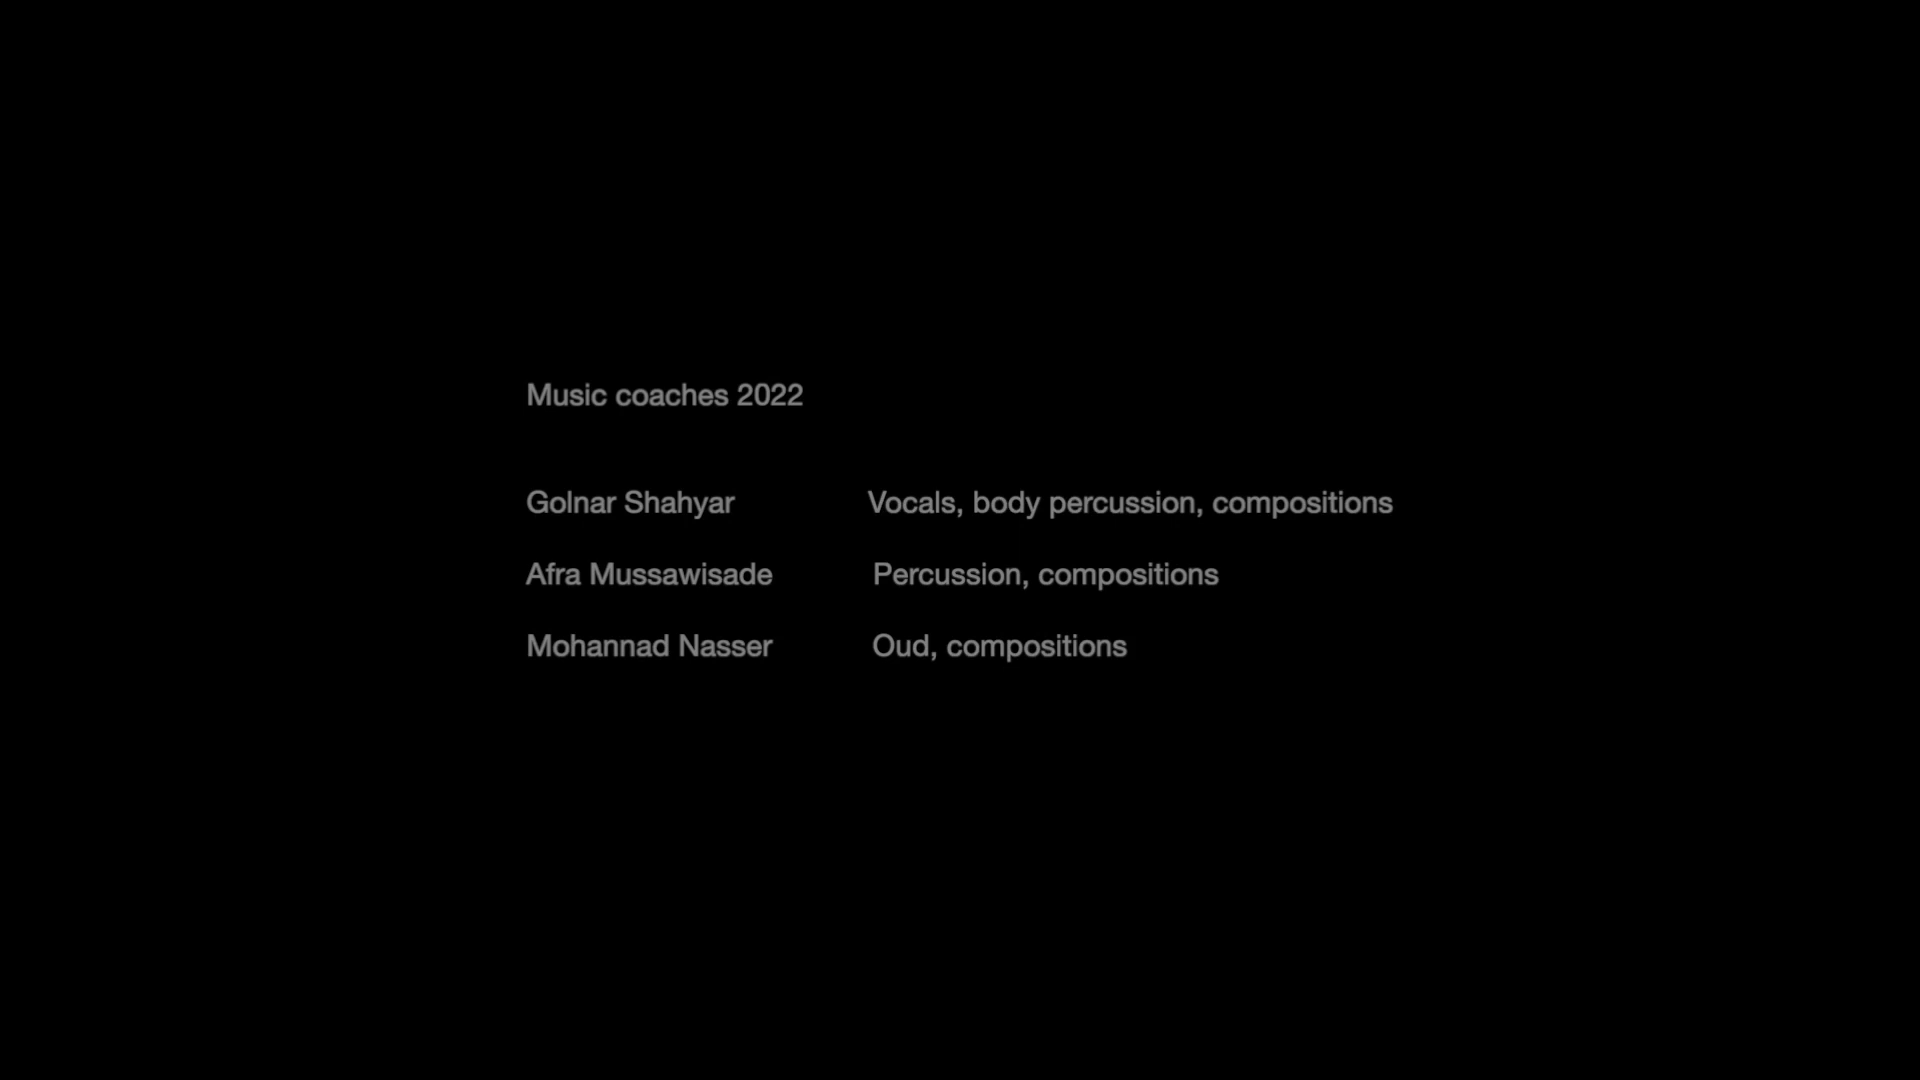 Music coaches 2022
Golnar Shahyar Vocals, body percussion, compositions
Afra Mussawisade Percussion, compositions
Mohannad Nasser Oud, compositions